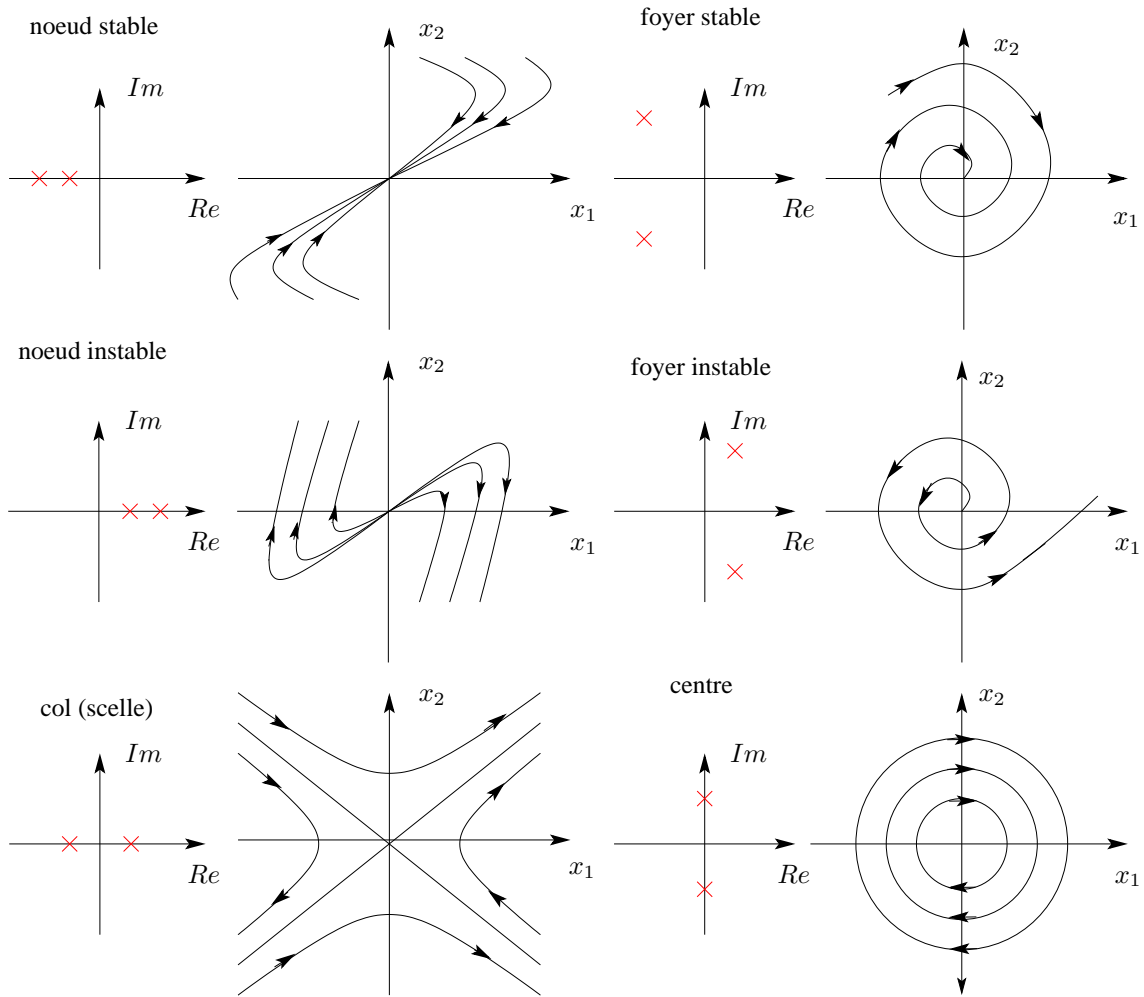 noeud stable
Im
Re
x₂
x₁
foyer stable
Re
x₂
x₁
noeud instable
Im
Re
x₂
x₁
foyer instable
Im
Re
x₂
x₁
col (scelle)
Im
Re
x₂
x₁
centre
Im
Re
x₂
x₁